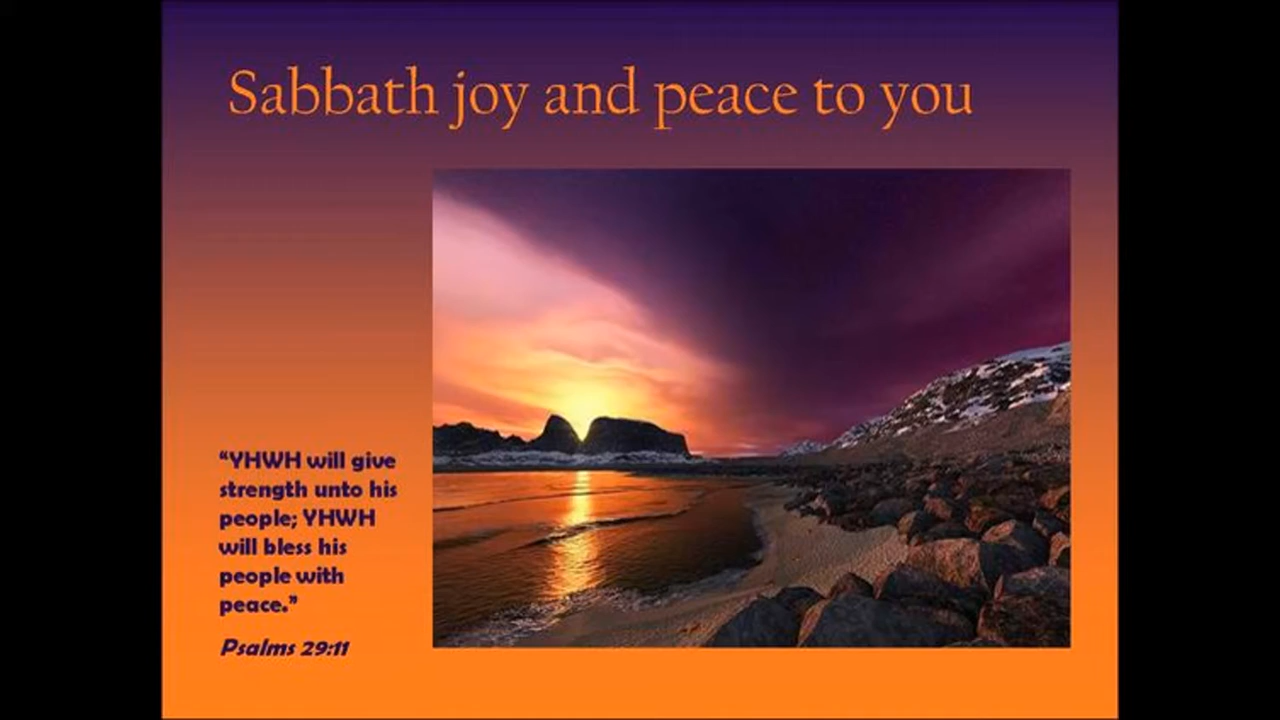 Sabbath joy and peace to you
“YHWH will give
strength unto his
people; YHWH
will bless his
people with
peace.”
Psalms 29:11